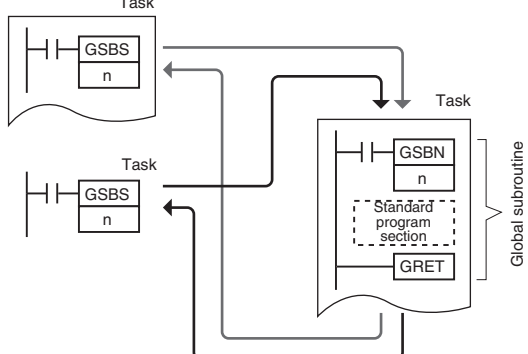 Task
GSBS
n
Task
GSBS
n
Task
GSBN
n
Standard
program
section
GRET
Global subroutine